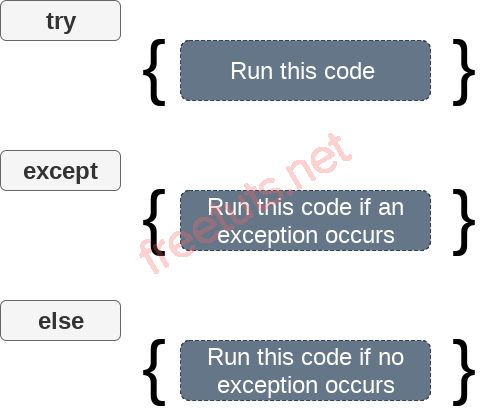 try
{ Run this code }
except
{ Run this code if an
exception occurs }
freetuts.net
else
{ Run this code if no
exception occurs }